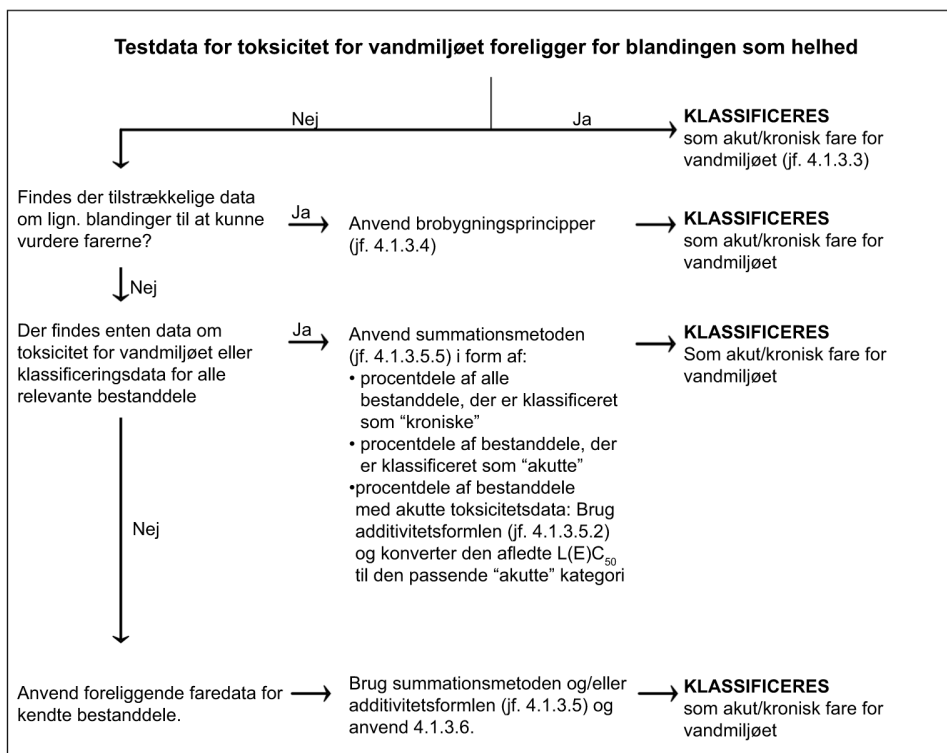 Testdata for toksicitet for vandmiljøet foreligger for blandingen som helhed
Nej
Ja
KLASSIFICERES
som akut/kronisk fare for
vandmiljøet (jf. 4.1.3.3)
Findes der tilstrækkelige data
om lign. blandinger til at kunne
vurdere farerne?
Ja
Anvend brobygningsprincipper
(jf. 4.1.3.4)
KLASSIFICERES
som akut/kronisk fare for
vandmiljøet
Nej
Der findes enten data om
toksicitet for vandmiljøet eller
klassificeringsdata for alle
relevante bestanddele
Ja
Anvend summationsmetoden
(jf. 4.1.3.5.5) i form af:
• procentdele af alle
bestanddele, der er klassificeret
som “kroniske”
• procentdele af bestanddele, der
er klassificeret som “akutte”
•procentdele af bestanddele
med akutte toksicitetsdata: Brug
additivitetsformlen (jf. 4.1.3.5.2)
og konverter den afledte L(E)C50
til den passende “akutte” kategori
KLASSIFICERES
Som akut/kronisk fare for
vandmiljøet
Nej
Anvend foreliggende faredata for
kendte bestanddele.
Brug summationsmetoden og/eller
additivitetsformlen (jf. 4.1.3.5) og
anvend 4.1.3.6.
KLASSIFICERES
som akut/kronisk fare for
vandmiljøet